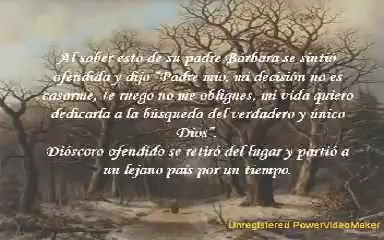 Al saber esto de su padre Bárbara se sintió
ofendida y dijo "Padre mío, mi decisión no es
casarme, te ruego no me obligues, mi vida quiero
dedicarla a la búsqueda del verdadero y único
Dios".
Dióscoro ofendido se retiró del lugar y partió a
un lejano país por un tiempo.
Unregistered PowerVideoMaker